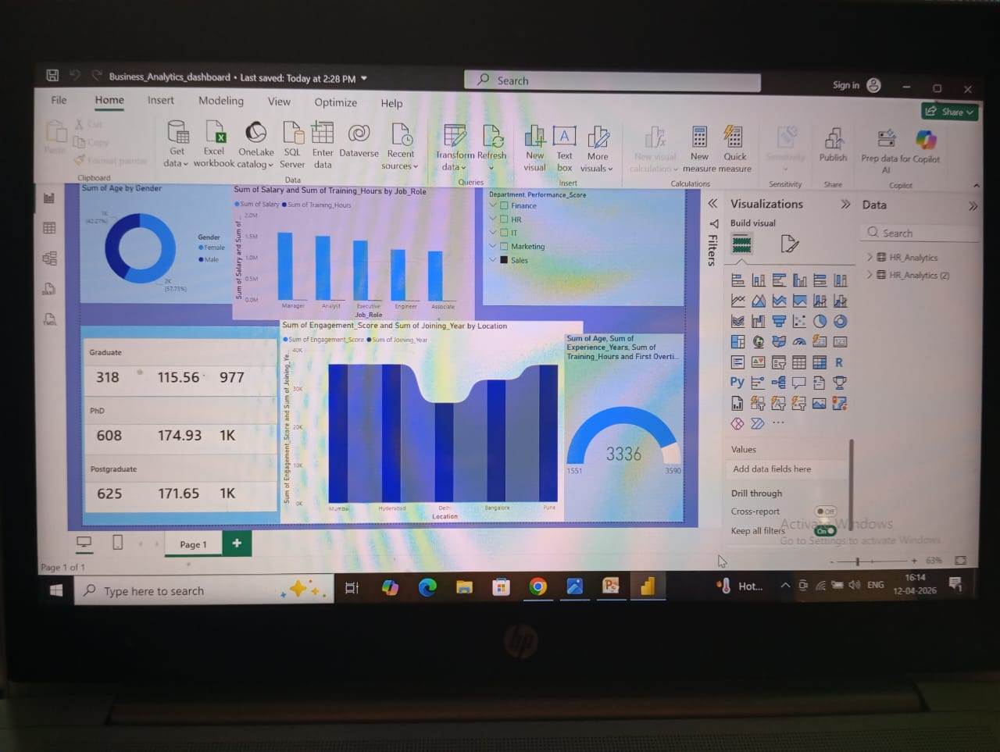 Business_Analytics_dashboard • Last saved: Today at 2:28 PM
Search
Sign in
File Home Insert Modeling View Optimize Help
Share
Paste
Cut
Copy
Format painter
Clipboard
Get data
Excel workbook
OneLake catalog
SQL Server
Enter data
Dataverse
Recent sources
Data
Transform data
Refresh
Queries
New visual
Text box
More visuals
Insert
New visual calculation
New measure
Quick measure
Calculations
Sensitivity
Sensitivity
Publish
Share
Prep data for AI
Copilot
Copilot
Sum of Age by Gender
1K
(42.27%)
2K
(57.73%)
Gender
Female
Male
Sum of Salary and Sum of Training_Hours by Job_Role
Sum of Salary Sum of Training_Hours
Sum of Salary and Sum of ...
2.0M
1.5M
1.0M
0.5M
0.0M
Manager Analyst Executive Engineer Associate
Job_Role
Department, Performance_Score
Finance
HR
IT
Marketing
Sales
Graduate
318 115.56 977
PhD
608 174.93 1K
Postgraduate
625 171.65 1K
Sum of Engagement_Score and Sum of Joining_Year by Location
Sum of Engagement_Score Sum of Joining_Year
Sum of Engagement_Score and Sum of Joining_Ye...
40K
30K
20K
10K
0K
Mumbai Hyderabad Delhi Bangalore Pune
Location
Sum of Age, Sum of
Experience_Years, Sum of
Training_Hours and First Overti...
3336
1551 3590
Filters
Visualizations
Build visual
R
Py
Values
Add data fields here
Drill through
Cross-report
Off
Keep all filters
On
Data
Search
HR_Analytics
HR_Analytics (2)
Activate Windows
Go to Settings to activate Windows.
Page 1
Page 1 of 1
63%
Type here to search
Hot...
ENG
16:14
12-04-2026
hp